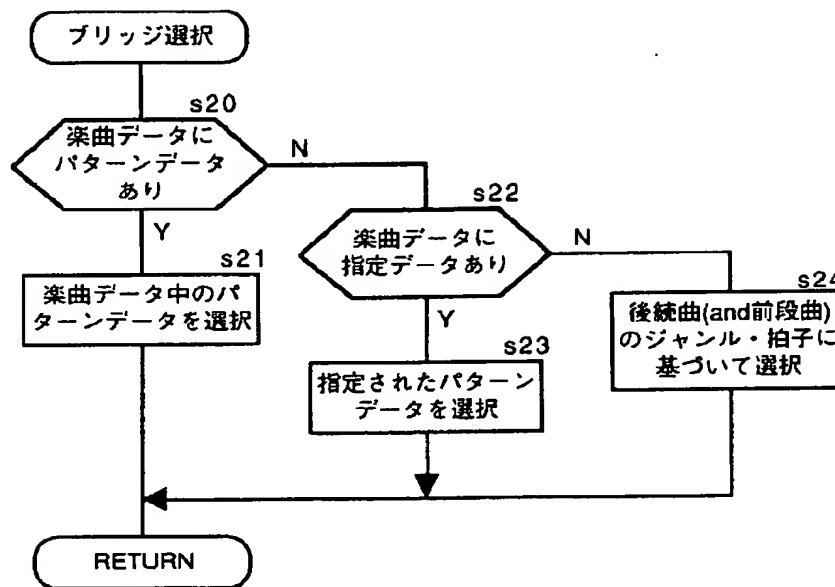 ブリッジ選択
s20
楽曲データに
パターンデータ
あり
N
Y
s21
楽曲データ中のパ
ターンデータを選択
s22
楽曲データに
指定データあり
N
Y
s23
指定されたパターン
データを選択
s24
後続曲(and前段曲)
のジャンル・拍子に
基づいて選択
RETURN